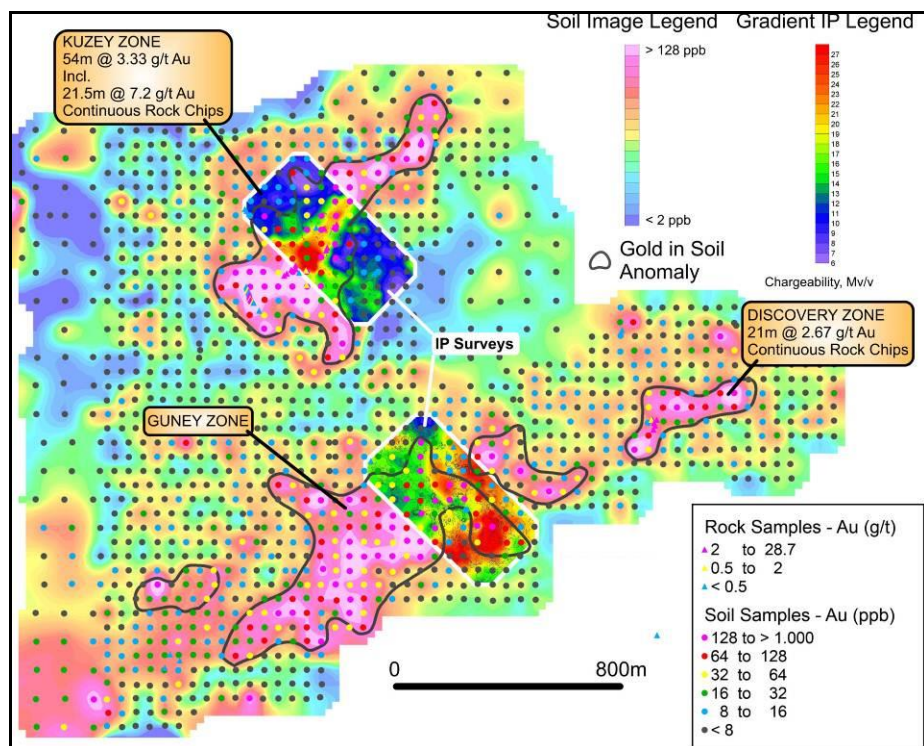 KUZEY ZONE
54m @ 3.33 g/t Au
Incl.
21.5m @ 7.2 g/t Au
Continuous Rock Chips
Soil Image Legend
> 128 ppb
< 2 ppb
Gold in Soil
Anomaly
Gradient IP Legend
27
26
25
24
23
22
21
20
19
18
17
16
15
14
13
12
11
10
9
8
7
6
Chargeability, Mv/v
IP Surveys
DISCOVERY ZONE
21m @ 2.67 g/t Au
Continuous Rock Chips
GUNEY ZONE
0 800m
Rock Samples - Au (g/t)
2 to 28.7
0.5 to 2
< 0.5
Soil Samples - Au (ppb)
128 to > 1.000
64 to 128
32 to 64
16 to 32
8 to 16
< 8